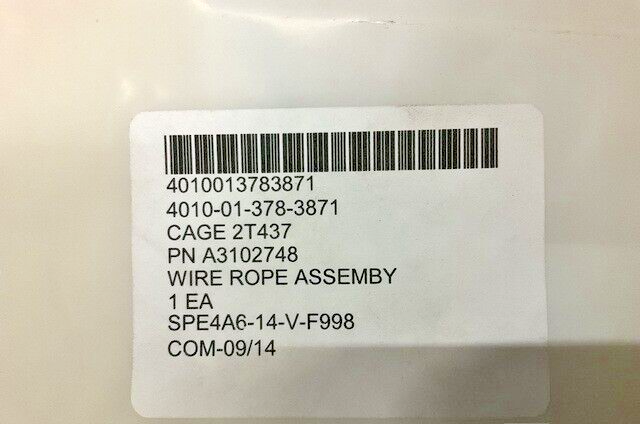 4010013783871
4010-01-378-3871
CAGE 2T437
PN A3102748
WIRE ROPE ASSEMBY
1 EA
SPE4A6-14-V-F998
COM-09/14